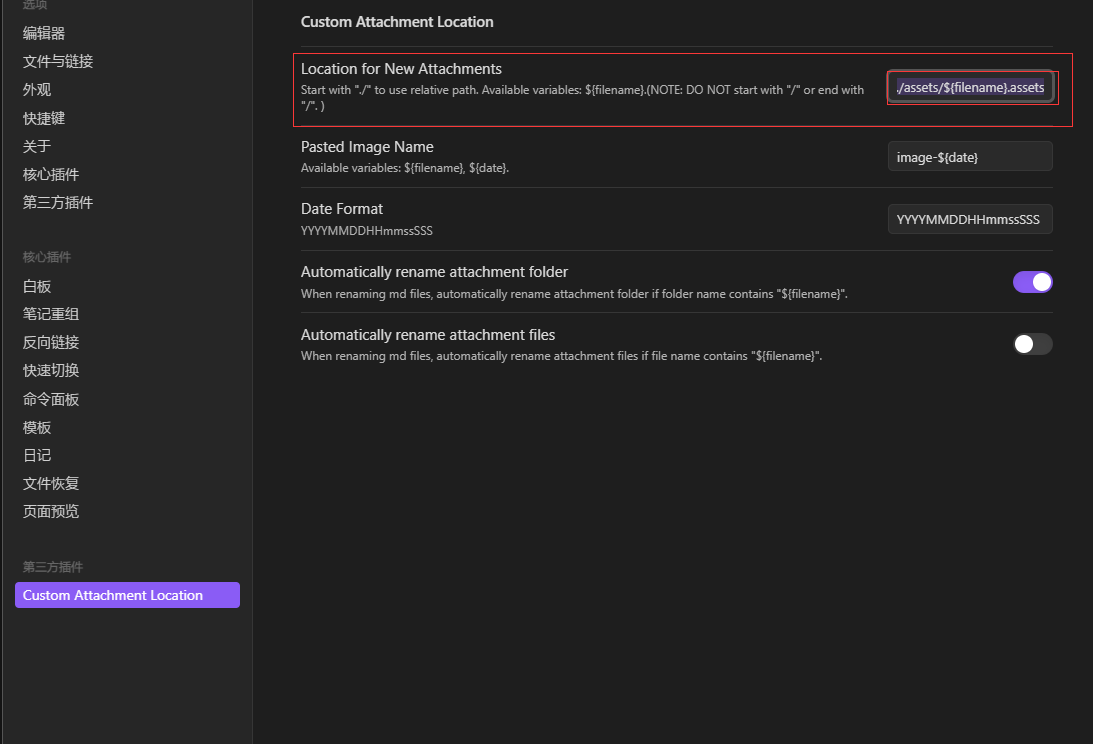 选项
编辑器
文件与链接
外观
快捷键
关于
核心插件
第三方插件
核心插件
白板
笔记重组
反向链接
快速切换
命令面板
模板
日记
文件恢复
页面预览
第三方插件
Custom Attachment Location
Custom Attachment Location
Location for New Attachments
Start with "./" to use relative path. Available variables: ${filename}.(NOTE: DO NOT start with "/" or end with
"/". )
./assets/${filename}.assets
Pasted Image Name
Available variables: ${filename}, ${date}.
image-${date}
Date Format
YYYYMMDDHHmmssSSS
YYYYMMDDHHmmssSSS
Automatically rename attachment folder
When renaming md files, automatically rename attachment folder if folder name contains "${filename}".
Automatically rename attachment files
When renaming md files, automatically rename attachment files if file name contains "${filename}".